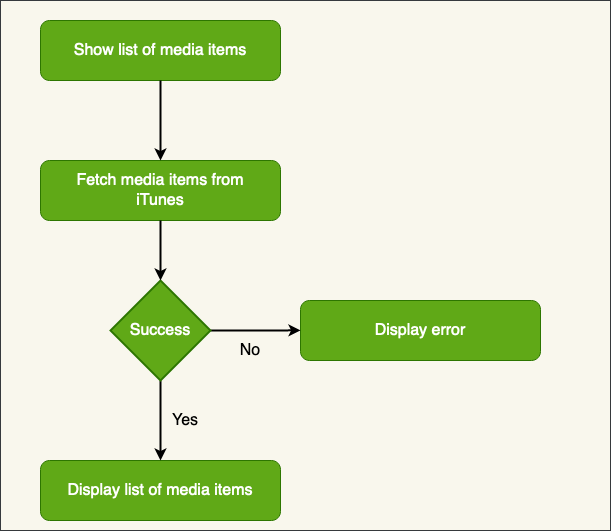 Show list of media items
Fetch media items from
iTunes
Success
No
Display error
Yes
Display list of media items